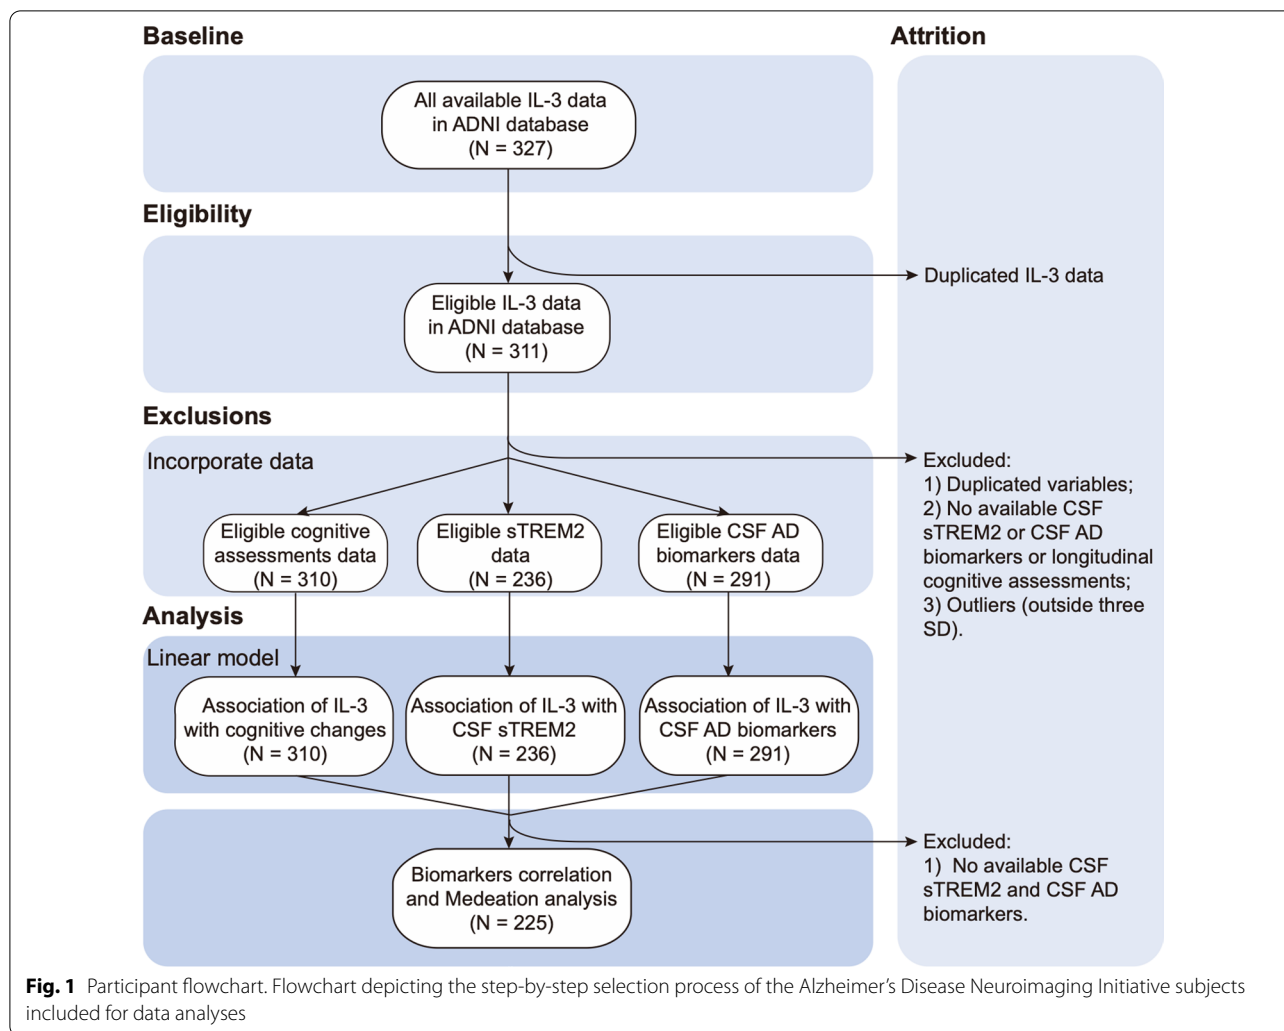 Baseline
Attrition
All available IL-3 data
in ADNI database
(N = 327)
Eligibility
Duplicated IL-3 data
Eligible IL-3 data
in ADNI database
(N = 311)
Exclusions
Incorporate data
Excluded:
1) Duplicated variables;
2) No available CSF
sTREM2 or CSF AD
biomarkers or longitudinal
cognitive assessments;
3) Outliers (outside three
SD).
Eligible cognitive
assessments data
(N = 310)
Eligible sTREM2
data
(N = 236)
Eligible CSF AD
biomarkers data
(N = 291)
Analysis
Linear model
Association of IL-3
with cognitive changes
(N = 310)
Association of IL-3 with
CSF sTREM2
(N = 236)
Association of IL-3 with
CSF AD biomarkers
(N = 291)
Excluded:
1) No available CSF
sTREM2 and CSF AD
biomarkers.
Biomarkers correlation
and Medeation analysis
(N = 225)
Fig. 1 Participant flowchart. Flowchart depicting the step-by-step selection process of the Alzheimer's Disease Neuroimaging Initiative subjects
included for data analyses